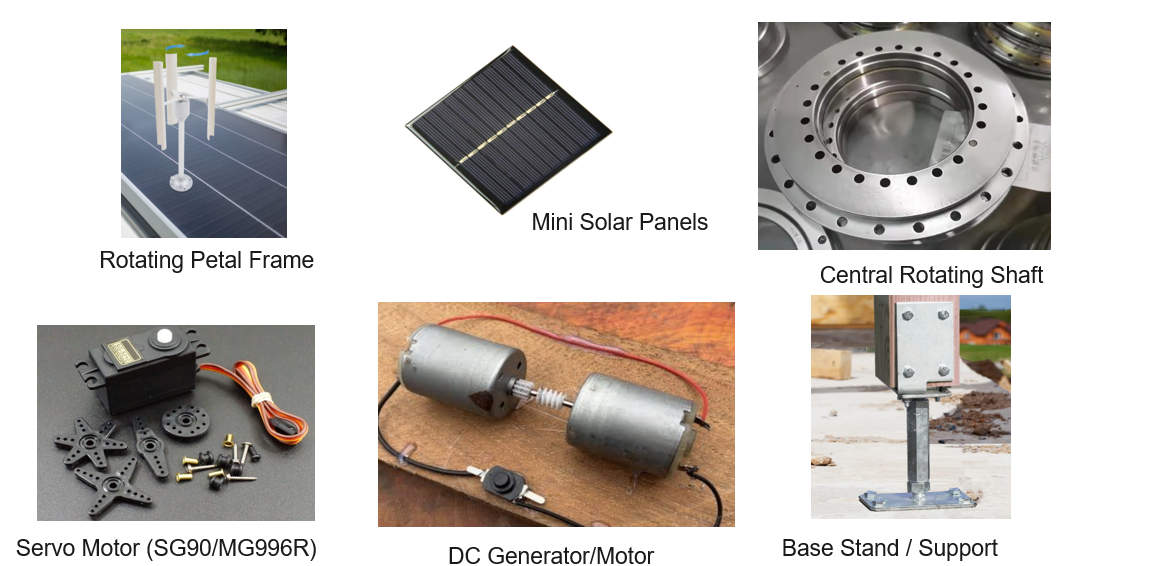 Rotating Petal Frame
Mini Solar Panels
Central Rotating Shaft
Servo Motor (SG90/MG996R)
DC Generator/Motor
Base Stand / Support